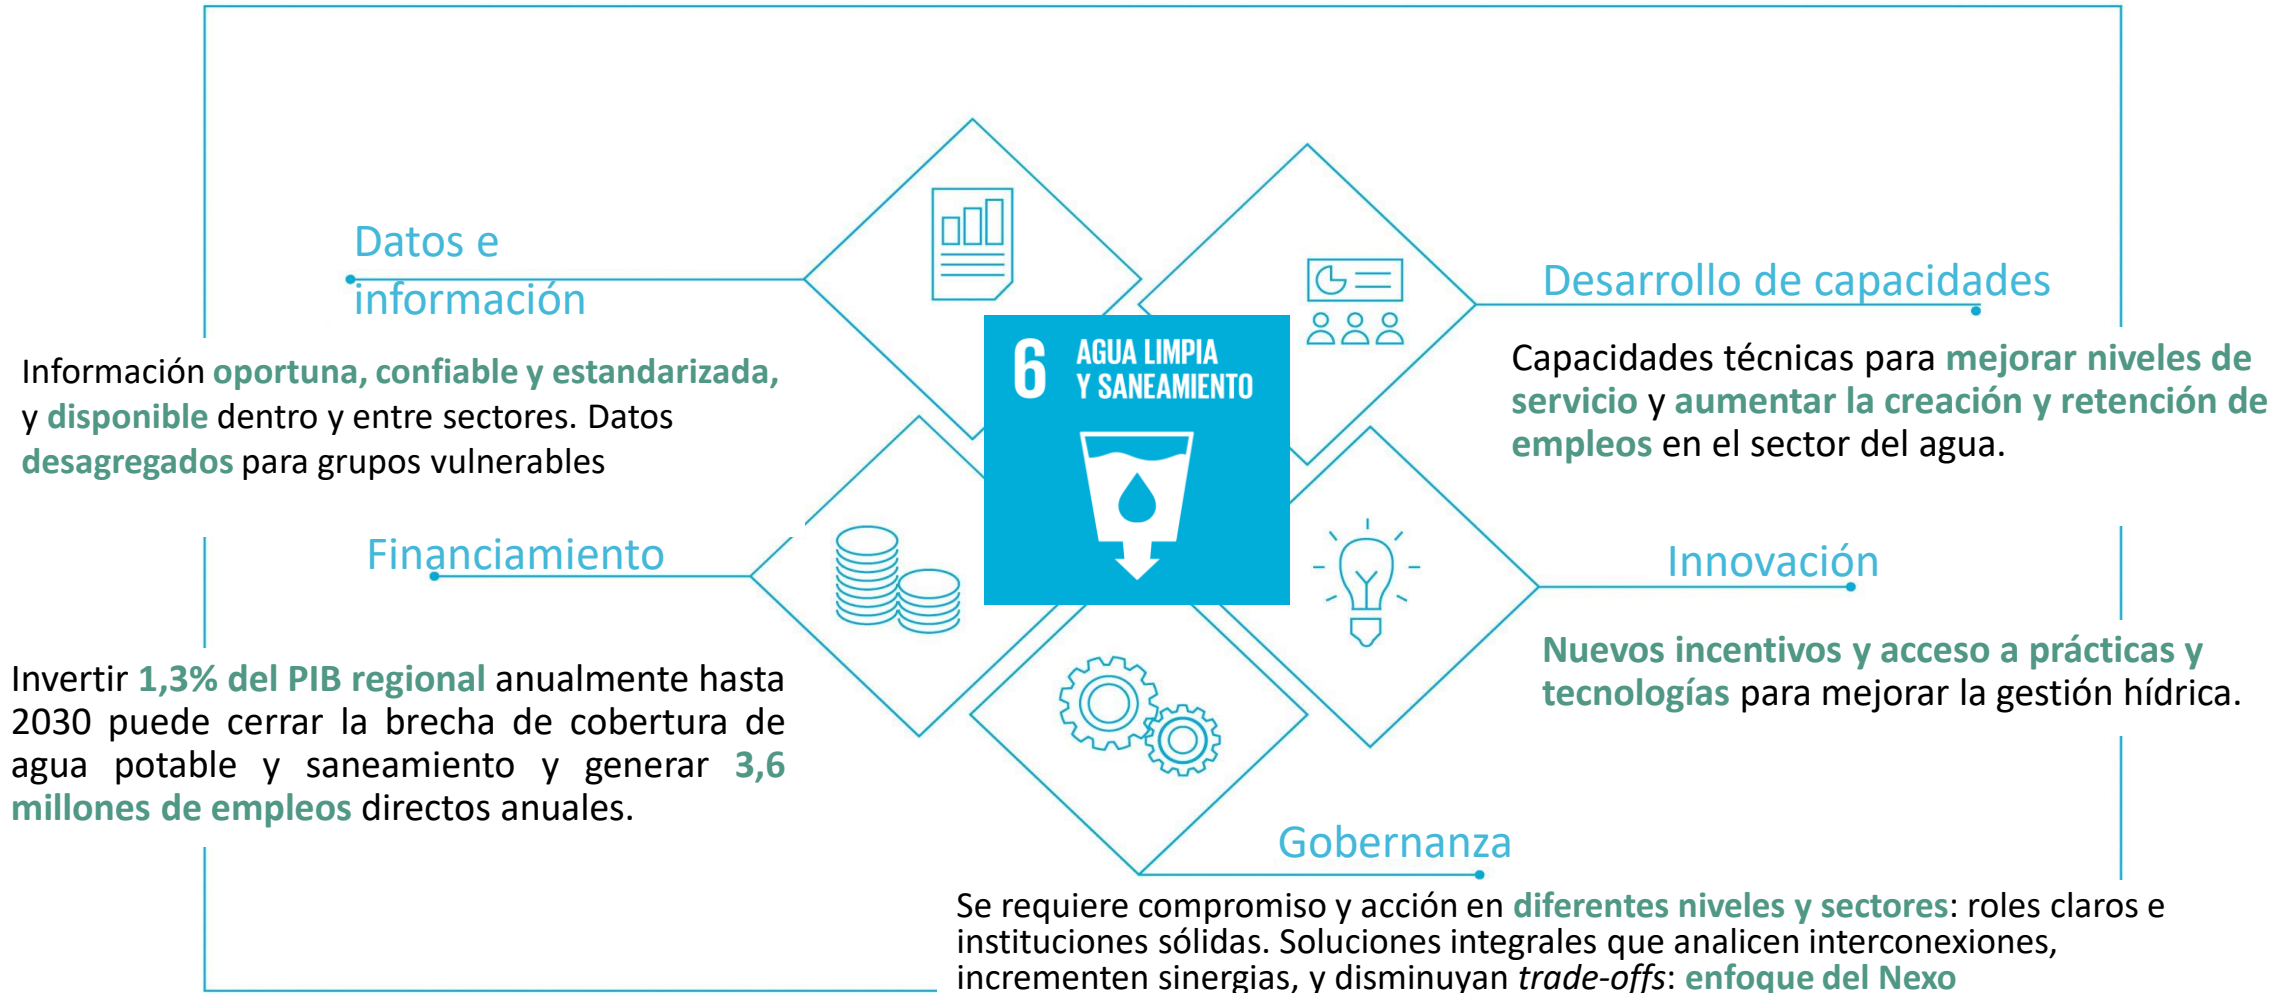 Datos e
información
Información oportuna, confiable y estandarizada,
y disponible dentro y entre sectores. Datos
desagregados para grupos vulnerables
Financiamiento
Invertir 1,3% del PIB regional anualmente hasta
2030 puede cerrar la brecha de cobertura de
agua potable y saneamiento y generar 3,6
millones de empleos directos anuales.
6 AGUA LIMPIA
Y SANEAMIENTO
Desarrollo de capacidades
Capacidades técnicas para mejorar niveles de
servicio y aumentar la creación y retención de
empleos en el sector del agua.
Innovación
Nuevos incentivos y acceso a prácticas y
tecnologías para mejorar la gestión hídrica.
Gobernanza
Se requiere compromiso y acción en diferentes niveles y sectores: roles claros e
instituciones sólidas. Soluciones integrales que analicen interconexiones,
incrementen sinergias, y disminuyan trade-offs: enfoque del Nexo